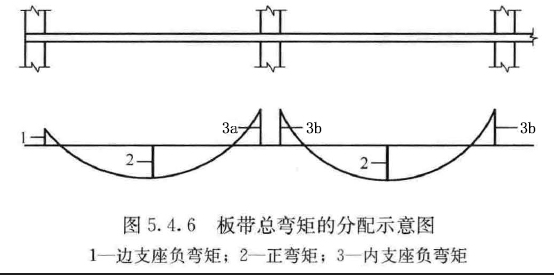 1
3a
3b
3b
2
2
图 5.4.6 板带总弯矩的分配示意图
1—边支座负弯矩；2—正弯矩；3—内支座负弯矩